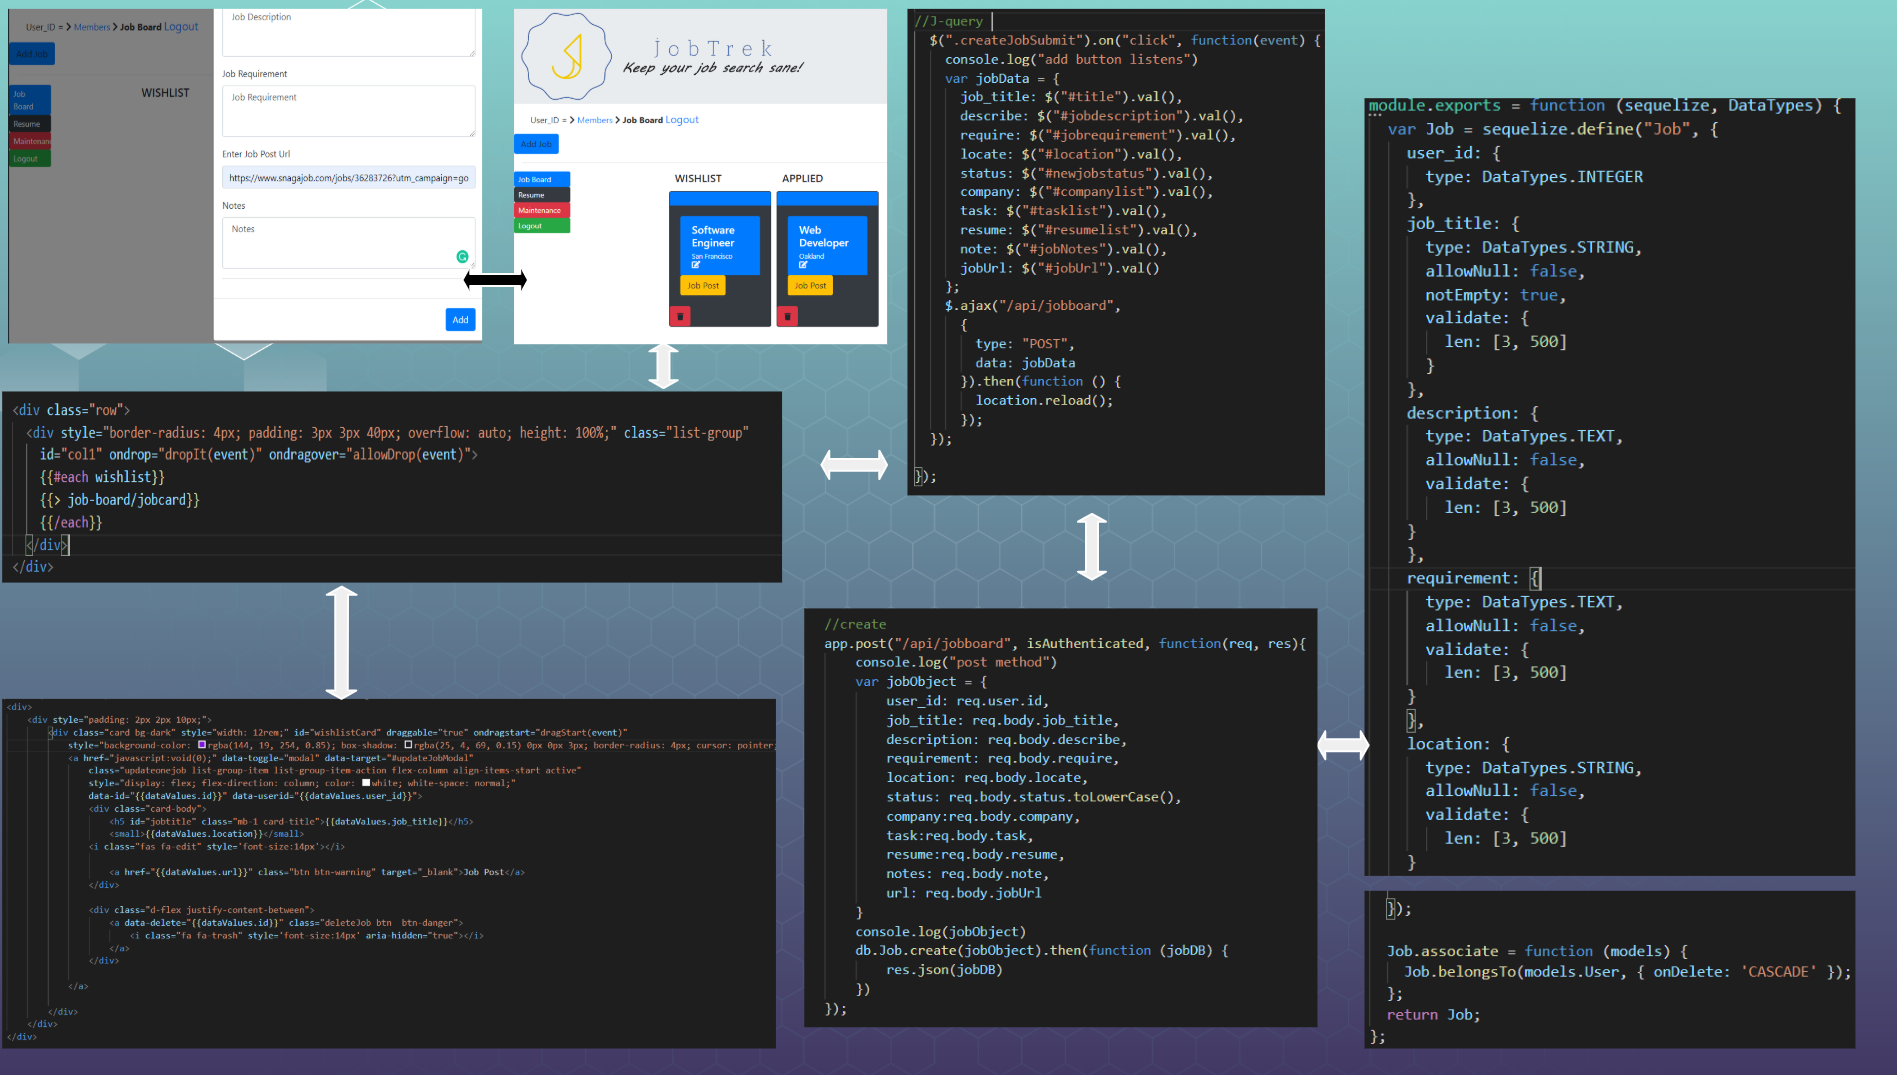 User_ID = > Members > Job Board Logout
Add Job
Job Board
Resume
Maintenance
Logout
WISHLIST
Job Description
Job Requirement
Job Requirement
Enter Job Post Url
https://www.snagajob.com/jobs/36283726?utm_campaign=go
Notes
Notes
Add
JobTrek
Keep your job search sane!
User_ID = > Members > Job Board Logout
Add Job
Job Board
Resume
Maintenance
Logout
WISHLIST
APPLIED
Software Engineer
San Francisco
Job Post
Web Developer
Oakland
Job Post
<div class="row">
<div style="border-radius: 4px; padding: 3px 3px 40px; overflow: auto; height: 100%;" class="list-group"
id="col1" ondrop="dropIt(event)" ondragover="allowDrop(event)">
{{#each wishlist}}
{{> job-board/jobcard}}
{{/each}}
</div>
</div>
<div>
<div style="padding: 2px 2px 10px;">
<div class="card bg-dark" style="width: 12rem;" id="wishlistCard" draggable="true" ondragstart="dragStart(event)"
style="background-color: rgba(144, 19, 254, 0.85); box-shadow: rgba(25, 4, 69, 0.15) 0px 0px 3px; border-radius: 4px; cursor: pointer;
<a href="javascript:void(0);" data-toggle="modal" data-target="#updateJobModal"
class="updateonejob list-group-item list-group-item-action flex-column align-items-start active"
style="display: flex; flex-direction: column; color: white; white-space: normal;"
data-id="{{dataValues.id}}" data-userid="{{dataValues.user_id}}">
<div class="card-body">
<h5 id="jobtitle" class="mb-1 card-title">{{dataValues.job_title}}</h5>
<small>{{dataValues.location}}</small>
<i class="fas fa-edit" style='font-size:14px'></i>
<a href="{{dataValues.url}}" class="btn btn-warning" target="_blank">Job Post</a>
</div>
<div class="d-flex justify-content-between">
<a data-delete="{{dataValues.id}}" class="deleteJob btn  btn-danger">
<i class="fa fa-trash" style='font-size:14px' aria-hidden="true"></i>
</a>
</div>
</a>
</div>
</div>
</div>
//J-query
$(".createJobSubmit").on("click", function(event) {
console.log("add button listens")
var jobData = {
job_title: $("#title").val(),
describe: $("#jobdescription").val(),
require: $("#jobrequirement").val(),
locate: $("#location").val(),
status: $("#newjobstatus").val(),
company: $("#companylist").val(),
task: $("#tasklist").val(),
resume: $("#resumelist").val(),
note: $("#jobNotes").val(),
jobUrl: $("#jobUrl").val()
};
$.ajax("/api/jobboard",
{
type: "POST",
data: jobData
}).then(function () {
location.reload();
});
});
});
//create
app.post("/api/jobboard", isAuthenticated, function(req, res){
console.log("post method")
var jobObject = {
user_id: req.user.id,
job_title: req.body.job_title,
description: req.body.describe,
requirement: req.body.require,
location: req.body.locate,
status: req.body.status.toLowerCase(),
company:req.body.company,
task:req.body.task,
resume:req.body.resume,
notes: req.body.note,
url: req.body.jobUrl
}
console.log(jobObject)
db.Job.create(jobObject).then(function (jobDB) {
res.json(jobDB)
})
});
module.exports = function (sequelize, DataTypes) {
var Job = sequelize.define("Job", {
user_id: {
type: DataTypes.INTEGER
},
job_title: {
type: DataTypes.STRING,
allowNull: false,
notEmpty: true,
validate: {
len: [3, 500]
}
},
description: {
type: DataTypes.TEXT,
allowNull: false,
validate: {
len: [3, 500]
}
},
requirement: {
type: DataTypes.TEXT,
allowNull: false,
validate: {
len: [3, 500]
}
},
location: {
type: DataTypes.STRING,
allowNull: false,
validate: {
len: [3, 500]
}
});
Job.associate = function (models) {
Job.belongsTo(models.User, { onDelete: 'CASCADE' });
};
return Job;
};